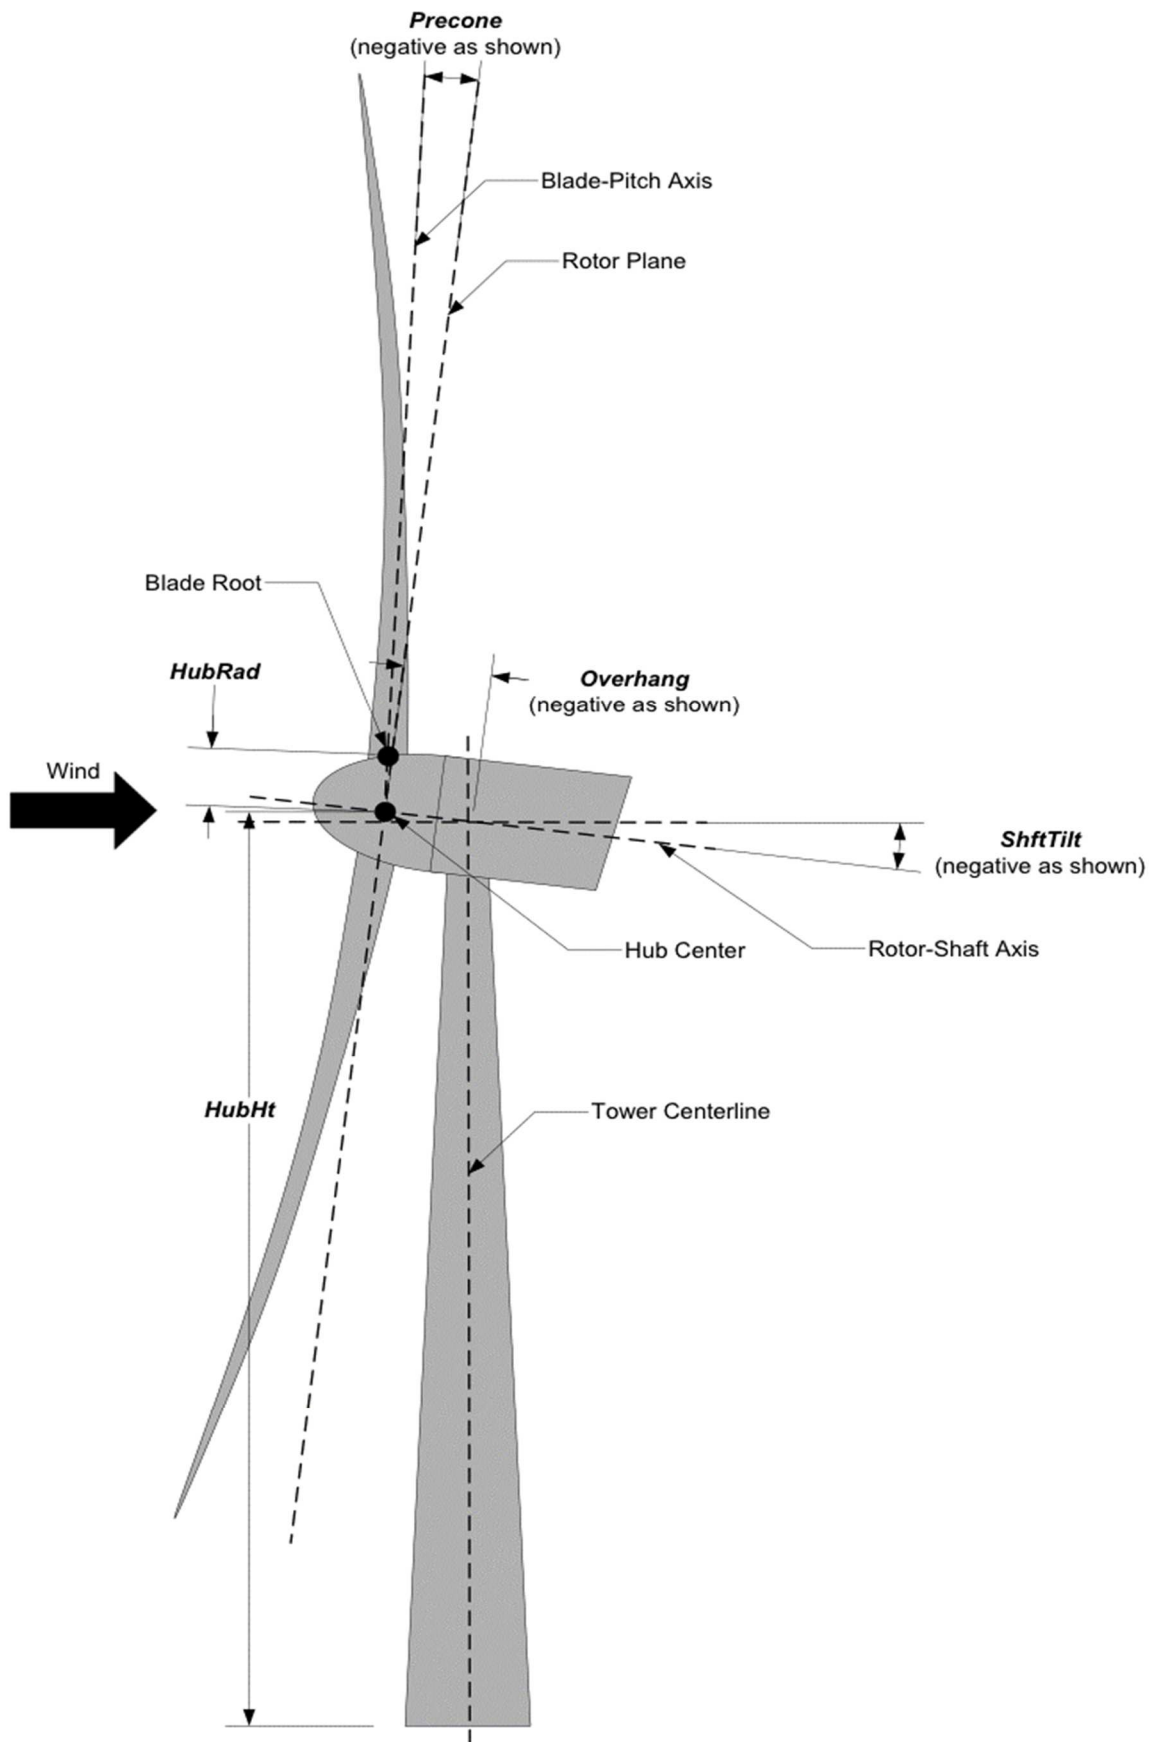 Precone
(negative as shown)
Blade-Pitch Axis
Rotor Plane
Blade Root
HubRad
Overhang
(negative as shown)
Wind
ShftTilt
(negative as shown)
Hub Center
Rotor-Shaft Axis
HubHt
Tower Centerline